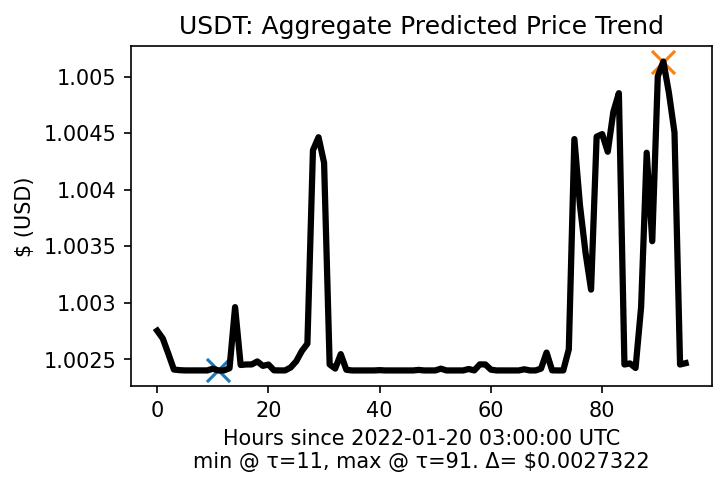 USDT: Aggregate Predicted Price Trend
1.005
1.0045
1.004
1.0035
1.003
1.0025
$ (USD)
0 20 40 60 80
Hours since 2022-01-20 03:00:00 UTC
min @ τ=11, max @ τ=91. Δ= $0.0027322